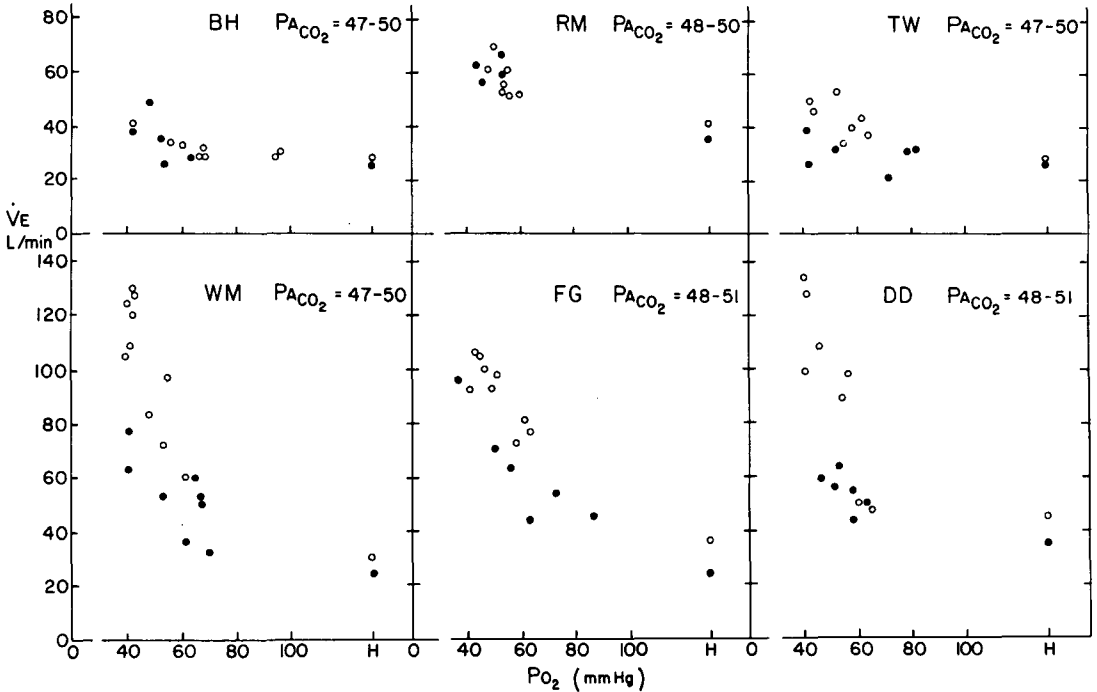 80
60
40
20
0
BH PACO2 = 47-50
RM PACO2 = 48-50
TW PACO2 = 47-50
V̇E
L/min
140
120
100
80
60
40
20
0
WM PACO2 = 47-50
FG PACO2 = 48-51
DD PACO2 = 48-51
0 40 60 80 100 H 0 40 60 80 100 H 0 40 60 80 100 H
PO2 (mmHg)